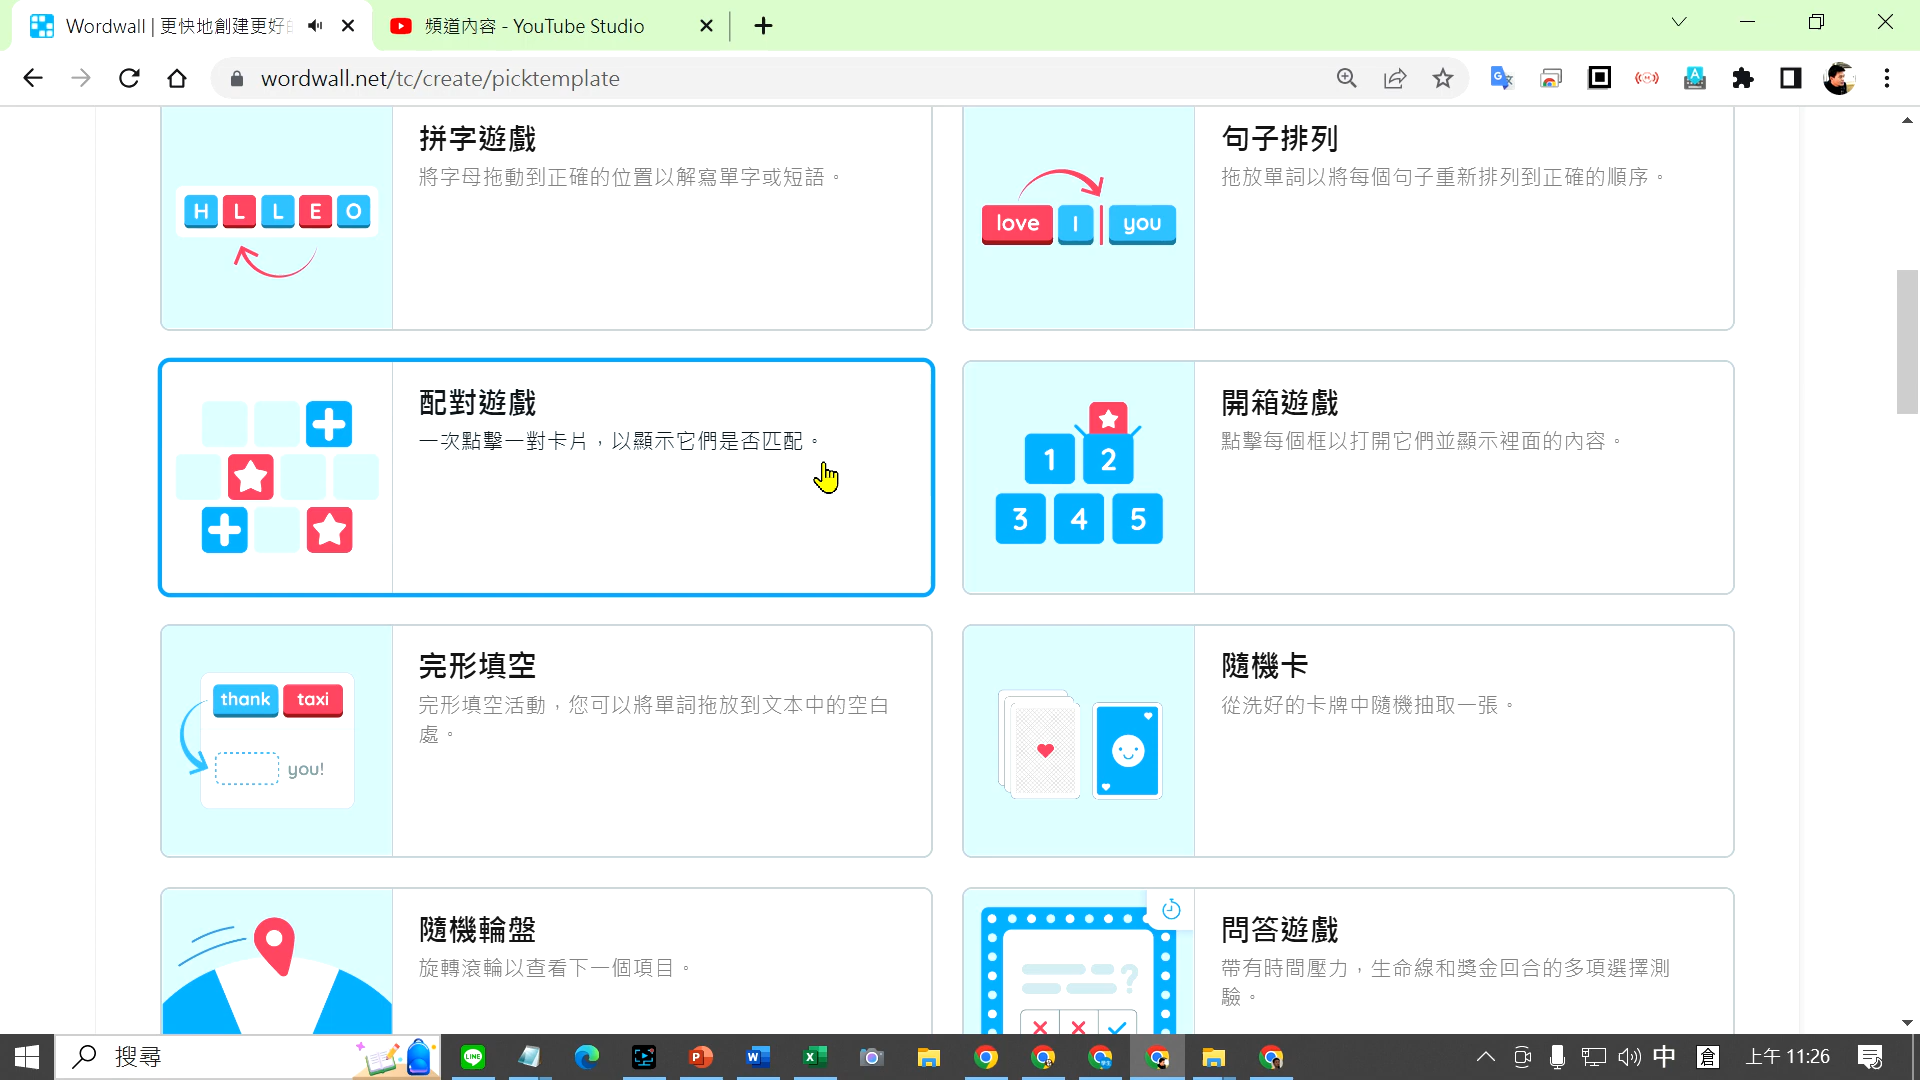 Wordwall | 更快地創建更好
頻道內容 - YouTube Studio
wordwall.net/tc/create/picktemplate
拼字遊戲
將字母拖動到正確的位置以解寫單字或短語。
H L L E O
句子排列
拖放單詞以將每個句子重新排列到正確的順序。
love I you
配對遊戲
一次點擊一對卡片，以顯示它們是否匹配。
開箱遊戲
點擊每個框以打開它們並顯示裡面的內容。
1 2
3 4 5
完形填空
完形填空活動，您可以將單詞拖放到文本中的空白
處。
thank taxi
you!
隨機卡
從洗好的卡牌中隨機抽取一張。
隨機輪盤
旋轉滾輪以查看下一個項目。
問答遊戲
帶有時間壓力，生命線和獎金回合的多項選擇測
驗。
?
搜尋
LINE
中
倉
上午 11:26